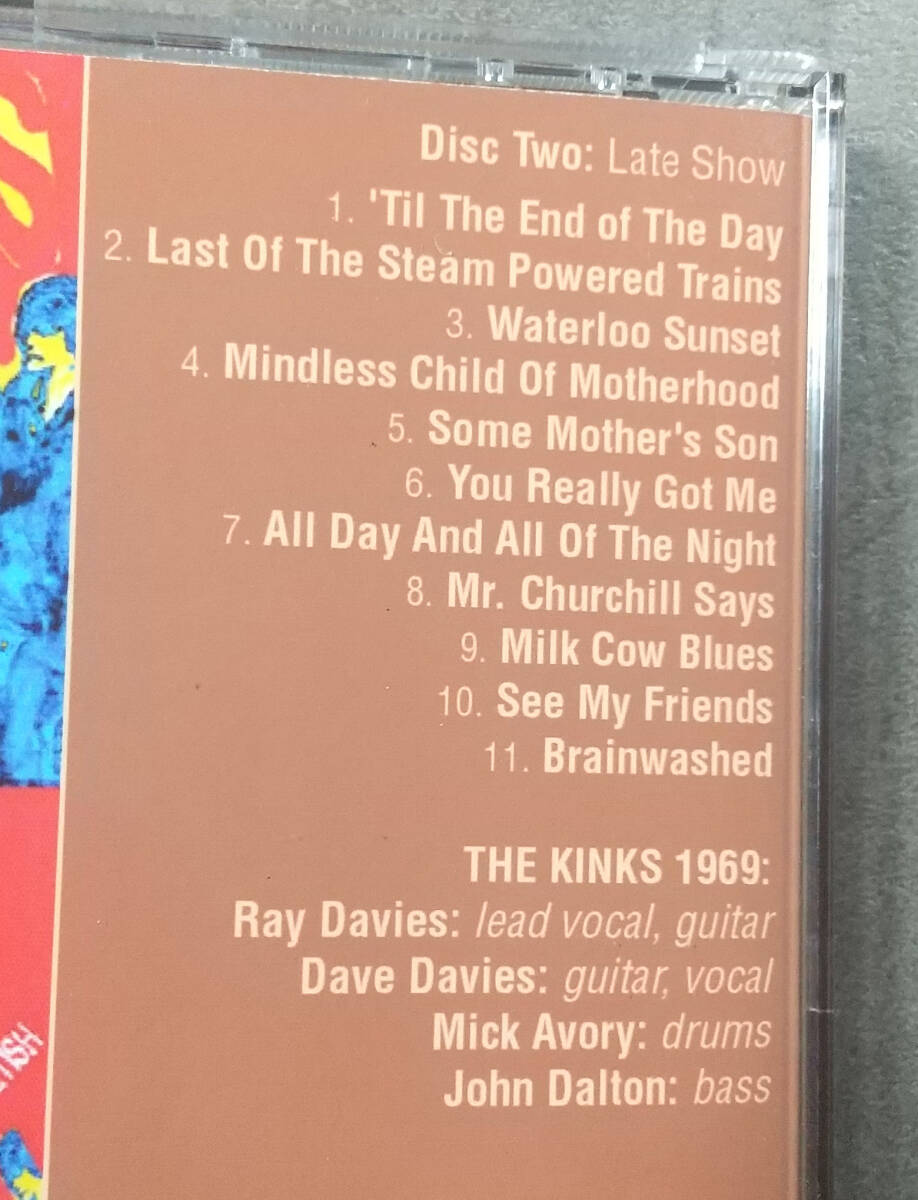 Disc Two: Late Show
1. 'Til The End of The Day
2. Last Of The Steam Powered Trains
3. Waterloo Sunset
4. Mindless Child Of Motherhood
5. Some Mother's Son
6. You Really Got Me
7. All Day And All Of The Night
8. Mr. Churchill Says
9. Milk Cow Blues
10. See My Friends
11. Brainwashed
THE KINKS 1969:
Ray Davies: lead vocal, guitar
Dave Davies: guitar, vocal
Mick Avory: drums
John Dalton: bass